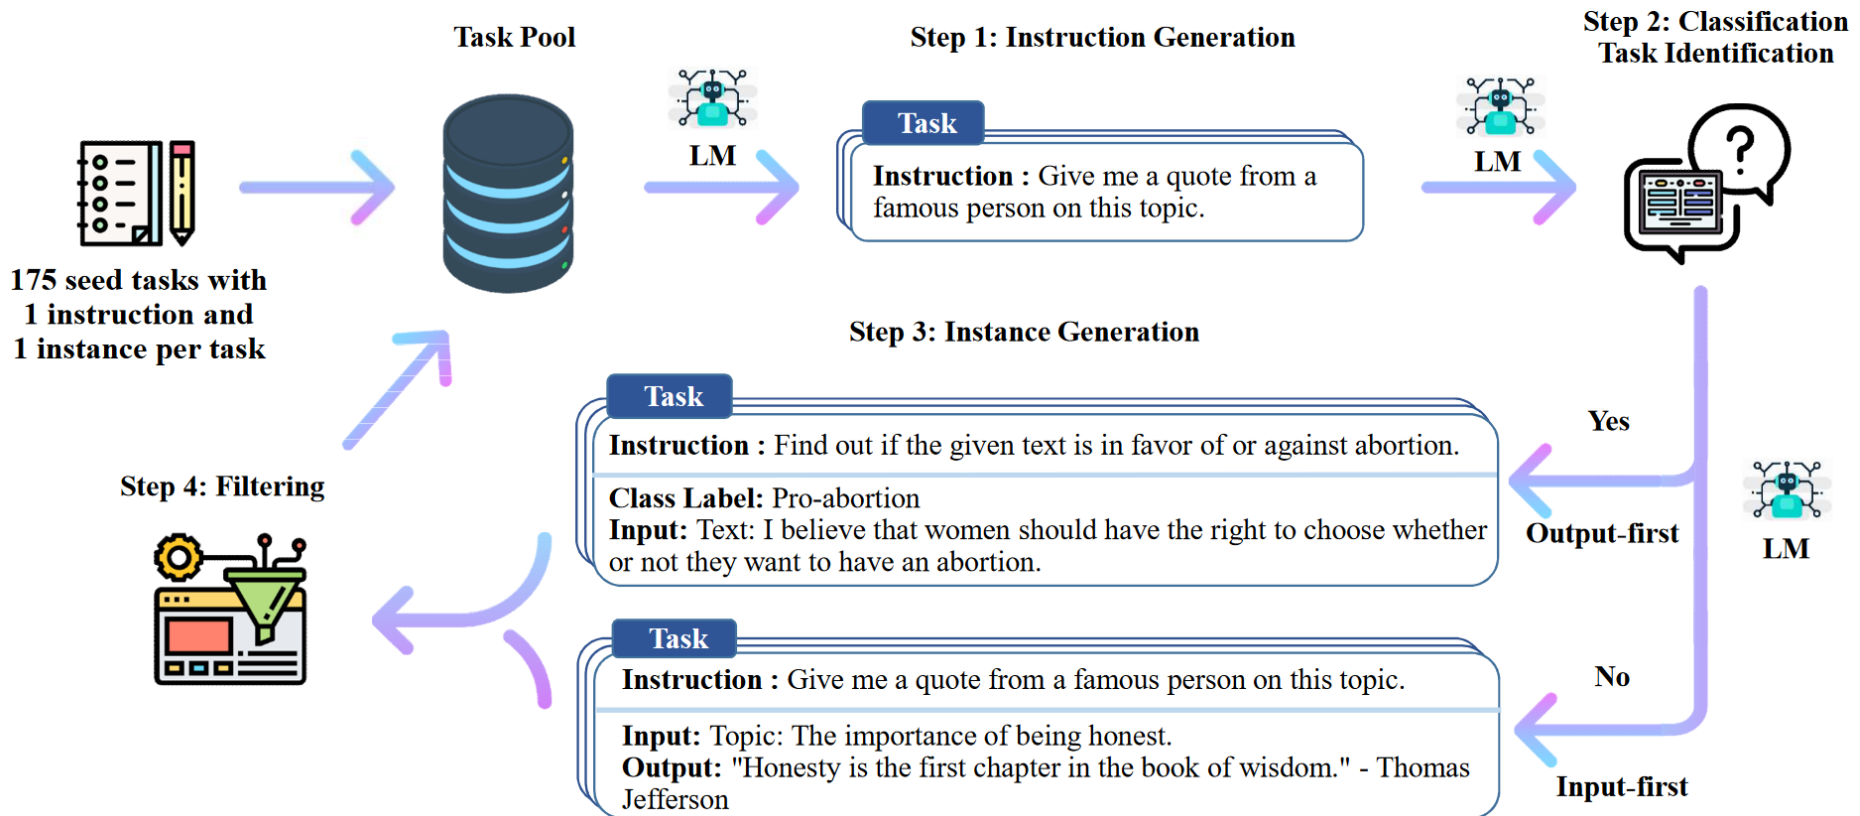 Task Pool
Step 1: Instruction Generation
Step 2: Classification
Task Identification
LM
Task
Instruction : Give me a quote from a
famous person on this topic.
LM
175 seed tasks with
1 instruction and
1 instance per task
Step 3: Instance Generation
Task
Instruction : Find out if the given text is in favor of or against abortion.
Class Label: Pro-abortion
Input: Text: I believe that women should have the right to choose whether
or not they want to have an abortion.
Yes
Output-first
LM
Step 4: Filtering
Task
Instruction : Give me a quote from a famous person on this topic.
Input: Topic: The importance of being honest.
Output: "Honesty is the first chapter in the book of wisdom." - Thomas
Jefferson
No
Input-first